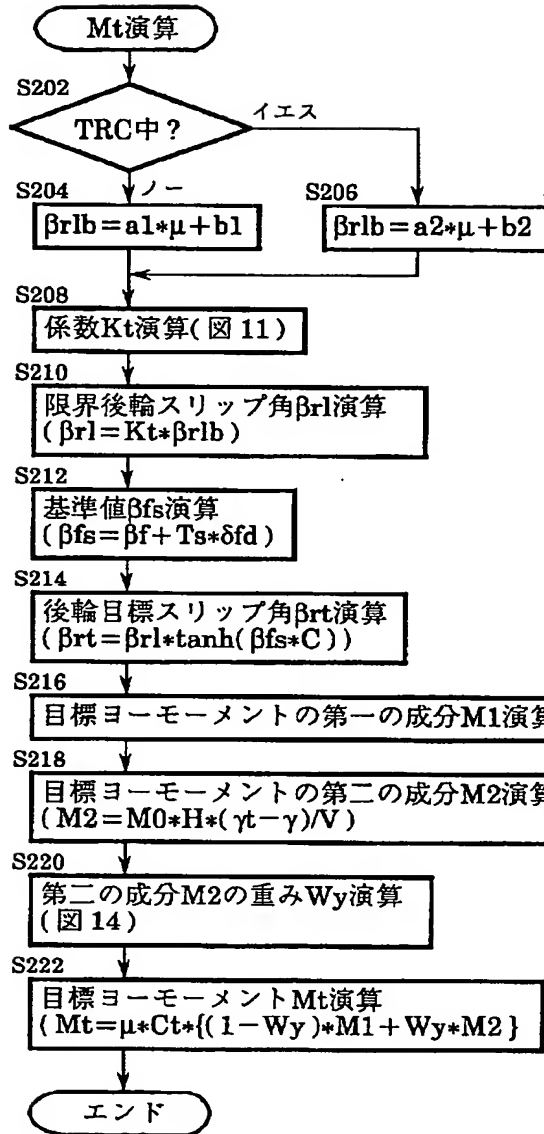 Mt演算
S202
TRC中？
イエス
ノー
S204
βrlb＝a1*μ＋b1
S206
βrlb＝a2*μ＋b2
S208
係数Kt演算(図11)
S210
限界後輪スリップ角βrl演算
(βrl＝Kt*βrlb)
S212
基準値βfs演算
(βfs＝βf＋Ts*δfd)
S214
後輪目標スリップ角βrt演算
(βrt＝βrl*tanh(βfs*C))
S216
目標ヨーモーメントの第一の成分M1演算
S218
目標ヨーモーメントの第二の成分M2演算
(M2＝M0*H*(γt−γ)/V)
S220
第二の成分M2の重みWy演算
(図14)
S222
目標ヨーモーメントMt演算
(Mt＝μ*Ct*{(1−Wy)*M1＋Wy*M2}
エンド